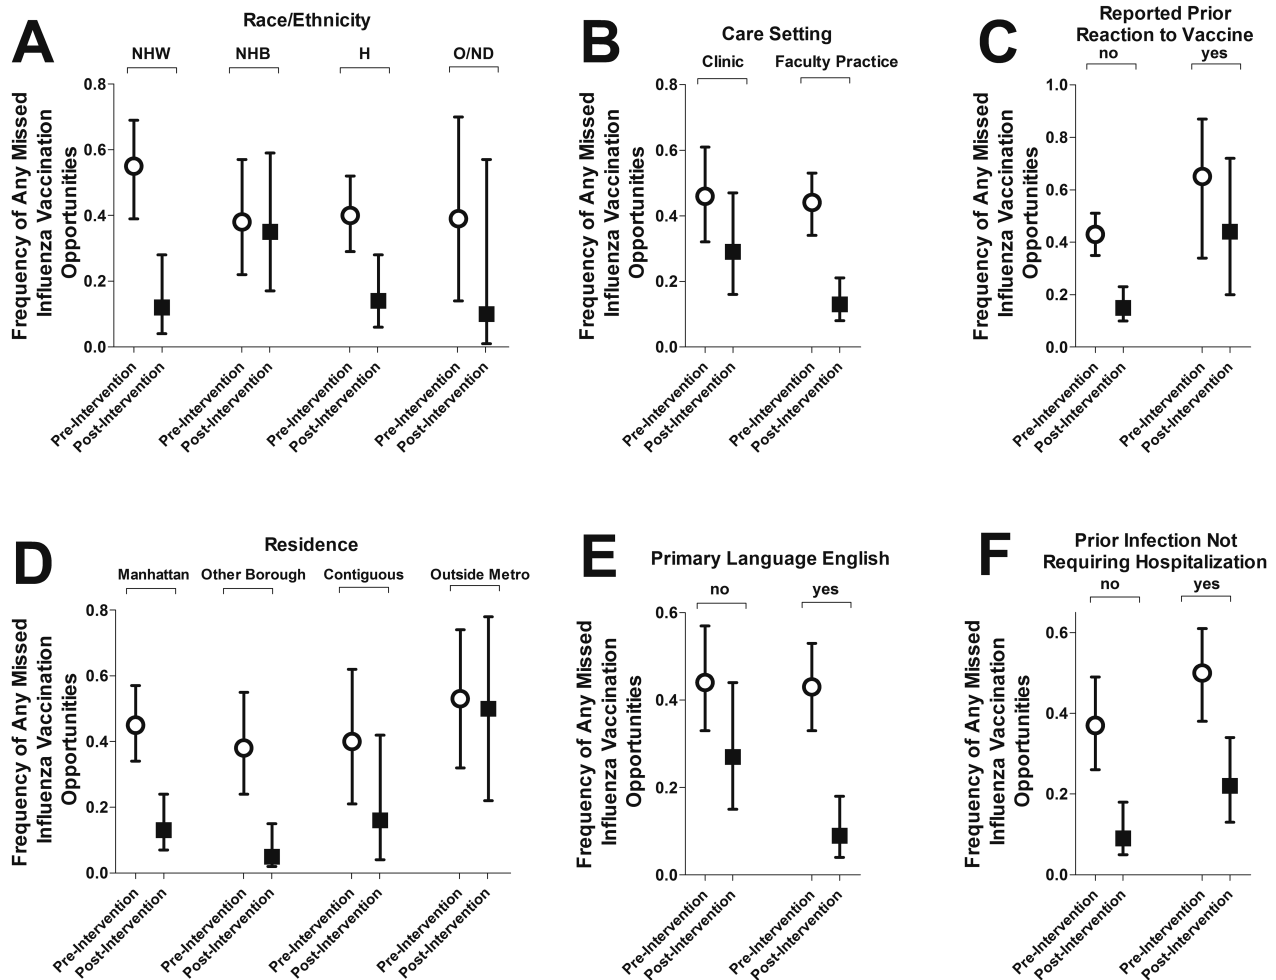 A
Race/Ethnicity
NHW NHB H O/ND
Frequency of Any Missed
Influenza Vaccination
Opportunities
0.8
0.6
0.4
0.2
0.0
Pre-Intervention
Post-Intervention
Pre-Intervention
Post-Intervention
Pre-Intervention
Post-Intervention
Pre-Intervention
Post-Intervention
B
Care Setting
Clinic Faculty Practice
Frequency of Any Missed
Influenza Vaccination
Opportunities
0.8
0.6
0.4
0.2
0.0
Pre-Intervention
Post-Intervention
Pre-Intervention
Post-Intervention
C
Reported Prior
Reaction to Vaccine
no yes
Frequency of Any Missed
Influenza Vaccination
Opportunities
1.0
0.8
0.6
0.4
0.2
0.0
Pre-Intervention
Post-Intervention
Pre-Intervention
Post-Intervention
D
Residence
Manhattan Other Borough Contiguous Outside Metro
Frequency of Any Missed
Influenza Vaccination
Opportunities
0.8
0.6
0.4
0.2
0.0
Pre-Intervention
Post-Intervention
Pre-Intervention
Post-Intervention
Pre-Intervention
Post-Intervention
Pre-Intervention
Post-Intervention
E
Primary Language English
no yes
Frequency of Any Missed
Influenza Vaccination
Opportunities
0.6
0.4
0.2
0.0
Pre-Intervention
Post-Intervention
Pre-Intervention
Post-Intervention
F
Prior Infection Not
Requiring Hospitalization
no yes
Frequency of Any Missed
Influenza Vaccination
Opportunities
0.6
0.4
0.2
0.0
Pre-Intervention
Post-Intervention
Pre-Intervention
Post-Intervention